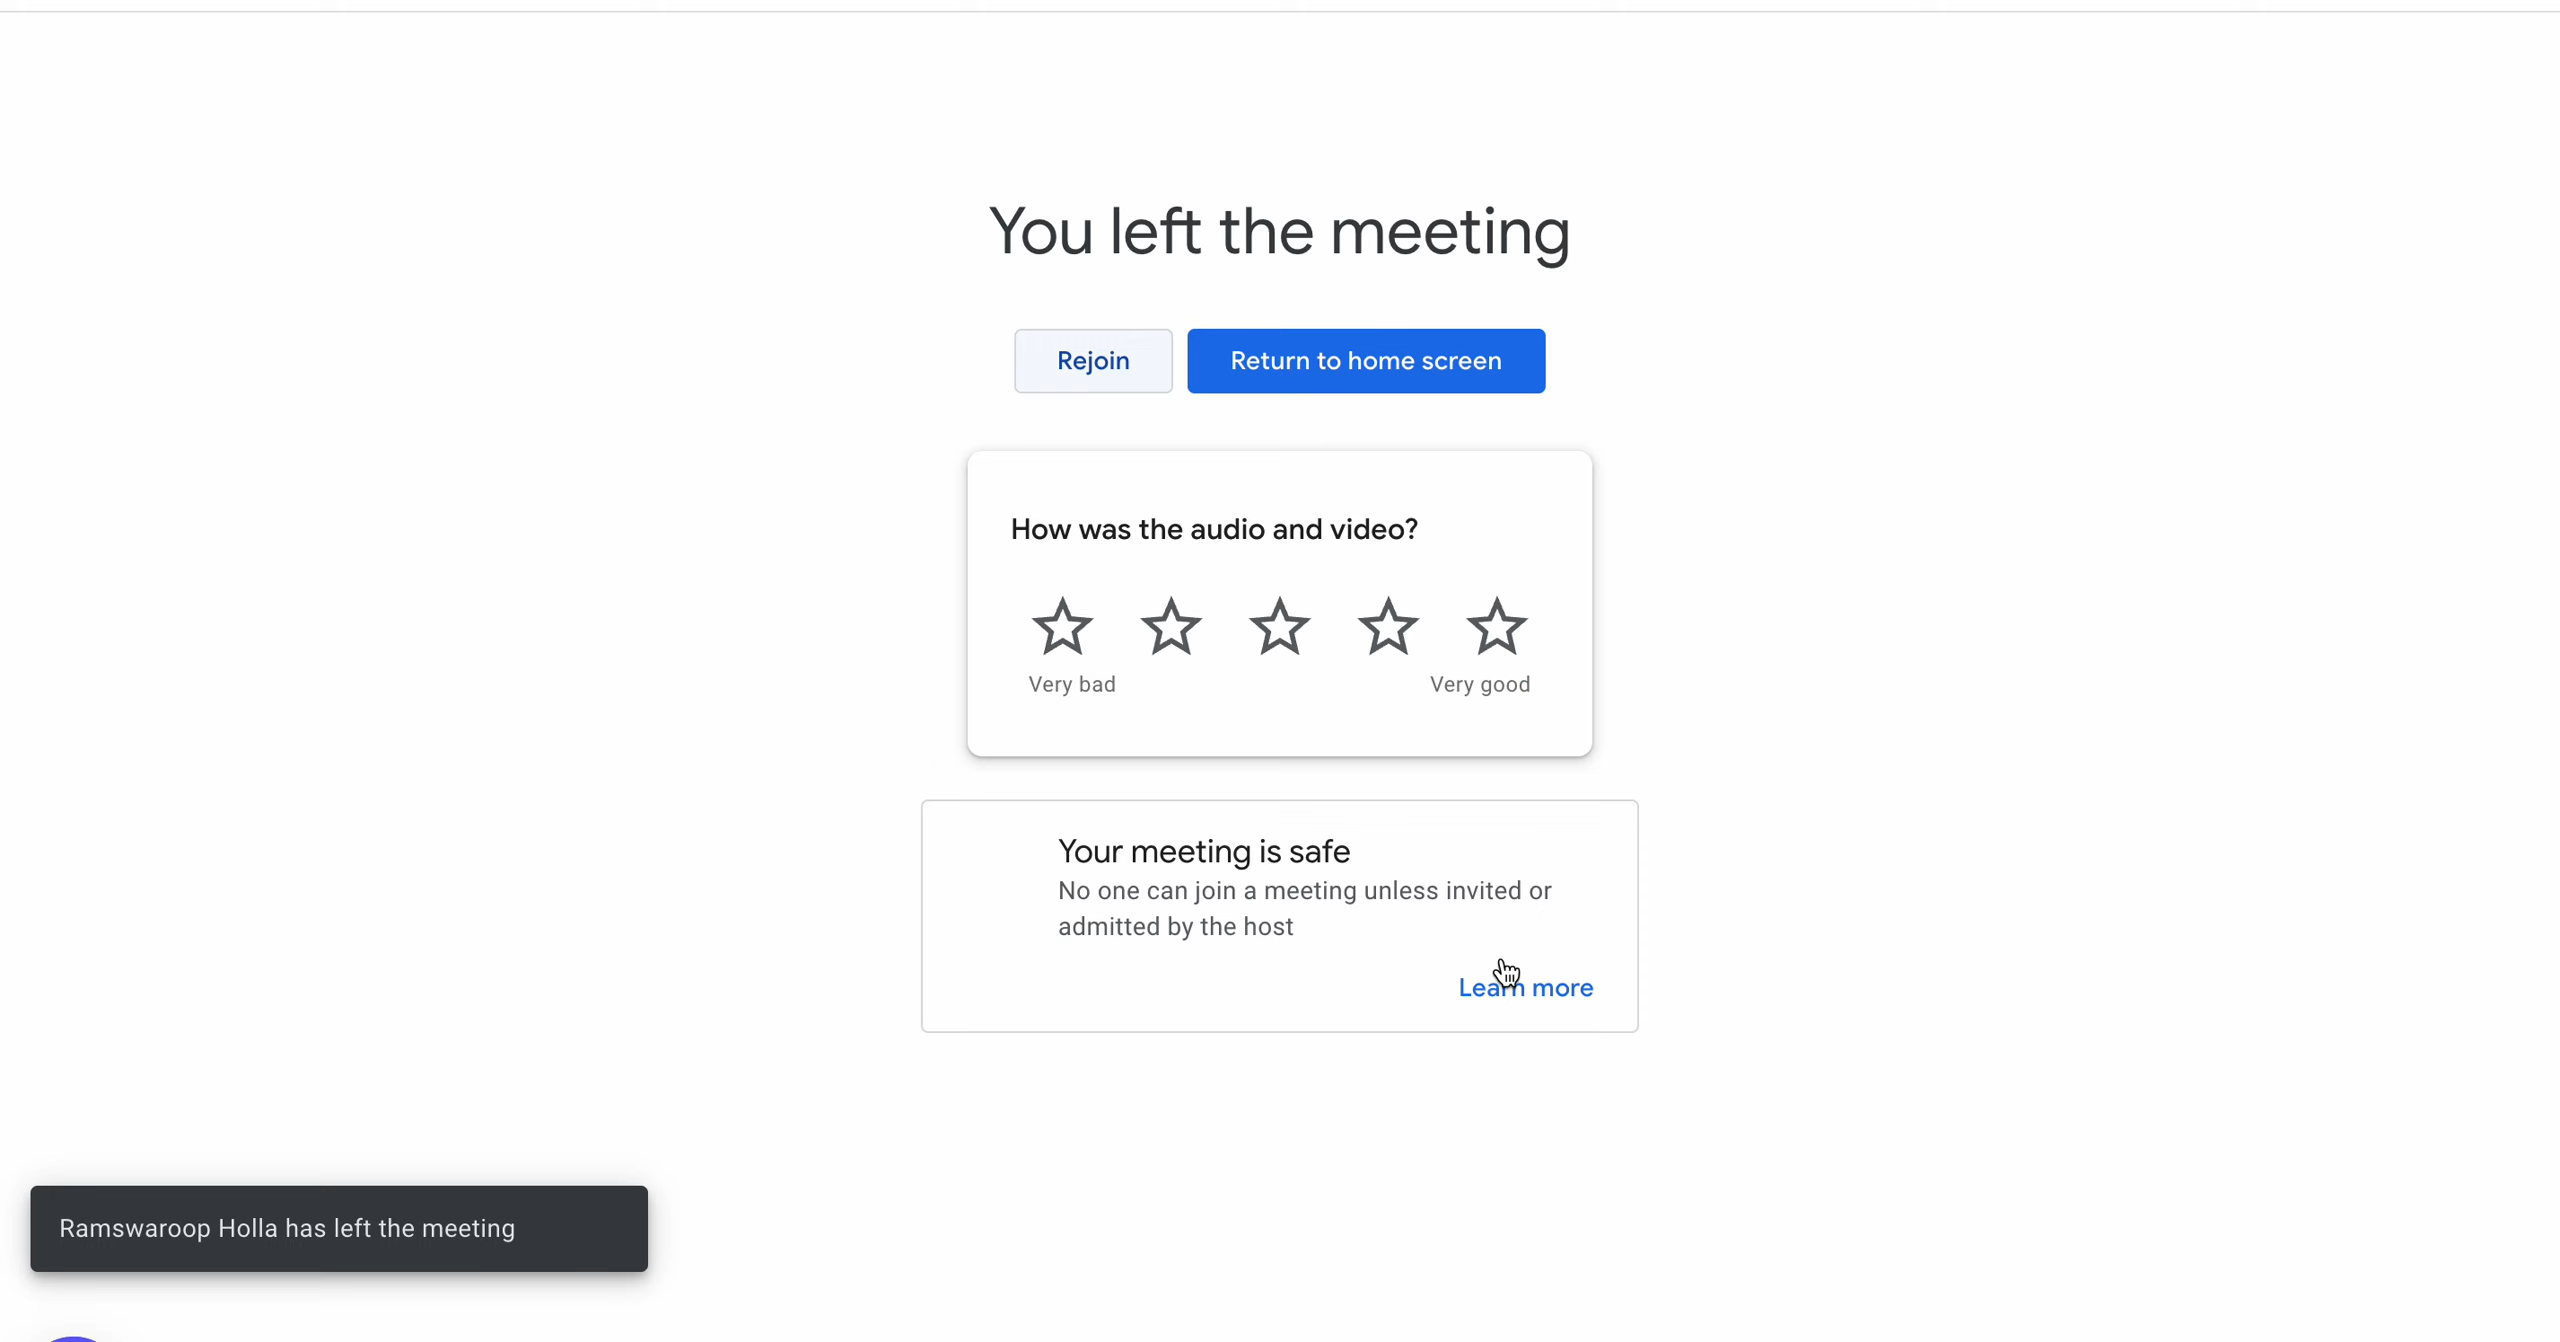 You left the meeting
Rejoin
Return to home screen
How was the audio and video?
Very bad
Very good
Your meeting is safe
No one can join a meeting unless invited or
admitted by the host
Learn more
Ramswaroop Holla has left the meeting